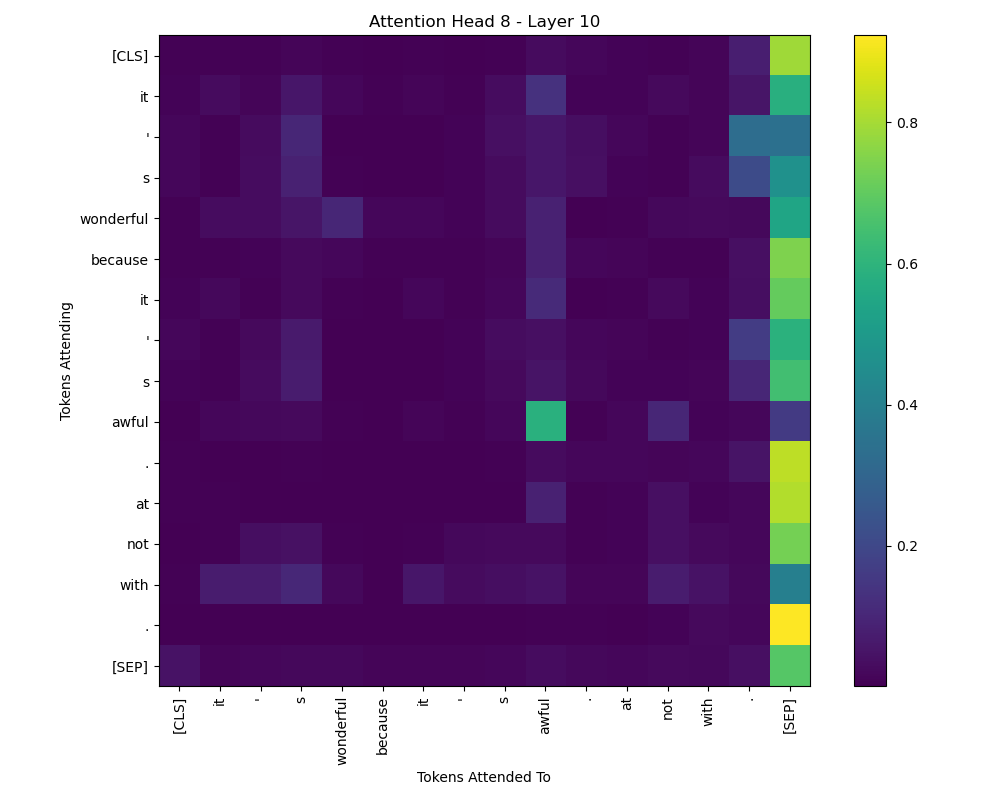 Attention Head 8 - Layer 10
Tokens Attending
[CLS]
it
'
s
wonderful
because
it
'
s
awful
.
at
not
with
.
[SEP]
[CLS] it ' s wonderful because it ' s awful . at not with . [SEP]
Tokens Attended To
0.8
0.6
0.4
0.2